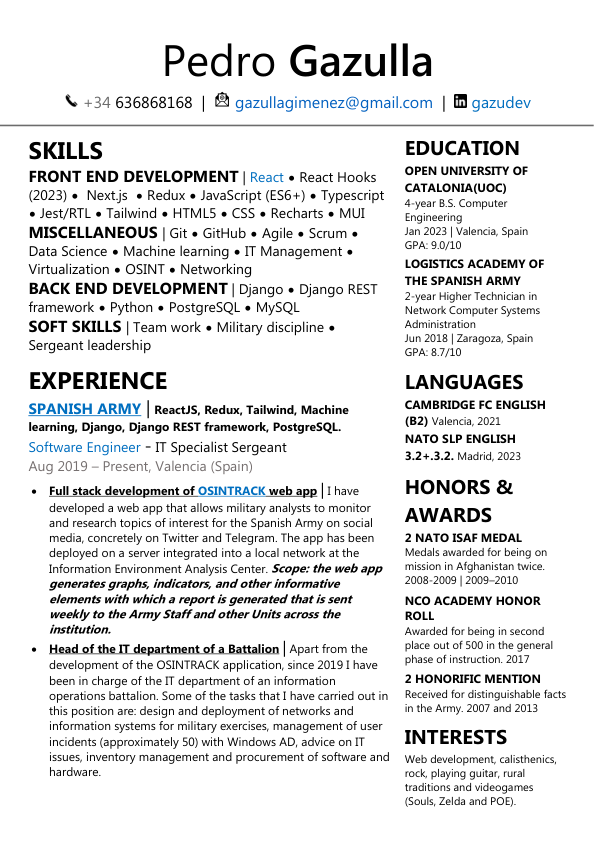 Pedro Gazulla
+34 636868168 | gazullagimenez@gmail.com | gazudev
SKILLS
FRONT END DEVELOPMENT | React ● React Hooks
(2023) ● Next.js ● Redux ● JavaScript (ES6+) ● Typescript
● Jest/RTL ● Tailwind ● HTML5 ● CSS ● Recharts ● MUI
MISCELLANEOUS | Git ● GitHub ● Agile ● Scrum ●
Data Science ● Machine learning ● IT Management ●
Virtualization ● OSINT ● Networking
BACK END DEVELOPMENT | Django ● Django REST
framework ● Python ● PostgreSQL ● MySQL
SOFT SKILLS | Team work ● Military discipline ●
Sergeant leadership
EXPERIENCE
SPANISH ARMY | ReactJS, Redux, Tailwind, Machine
learning, Django, Django REST framework, PostgreSQL.
Software Engineer - IT Specialist Sergeant
Aug 2019 – Present, Valencia (Spain)
● Full stack development of OSINTRACK web app | I have
developed a web app that allows military analysts to monitor
and research topics of interest for the Spanish Army on social
media, concretely on Twitter and Telegram. The app has been
deployed on a server integrated into a local network at the
Information Environment Analysis Center. Scope: the web app
generates graphs, indicators, and other informative
elements with which a report is generated that is sent
weekly to the Army Staff and other Units across the
institution.
● Head of the IT department of a Battalion | Apart from the
development of the OSINTRACK application, since 2019 I have
been in charge of the IT department of an information
operations battalion. Some of the tasks that I have carried out in
this position are: design and deployment of networks and
information systems for military exercises, management of user
incidents (approximately 50) with Windows AD, advice on IT
issues, inventory management and procurement of software and
hardware.
EDUCATION
OPEN UNIVERSITY OF
CATALONIA(UOC)
4-year B.S. Computer
Engineering
Jan 2023 | Valencia, Spain
GPA: 9.0/10
LOGISTICS ACADEMY OF
THE SPANISH ARMY
2-year Higher Technician in
Network Computer Systems
Administration
Jun 2018 | Zaragoza, Spain
GPA: 8.7/10
LANGUAGES
CAMBRIDGE FC ENGLISH
(B2) Valencia, 2021
NATO SLP ENGLISH
3.2+.3.2. Madrid, 2023
HONORS &
AWARDS
2 NATO ISAF MEDAL
Medals awarded for being on
mission in Afghanistan twice.
2008-2009 | 2009–2010
NCO ACADEMY HONOR
ROLL
Awarded for being in second
place out of 500 in the general
phase of instruction. 2017
2 HONORIFIC MENTION
Received for distinguishable facts
in the Army. 2007 and 2013
INTERESTS
Web development, calisthenics,
rock, playing guitar, rural
traditions and videogames
(Souls, Zelda and POE).